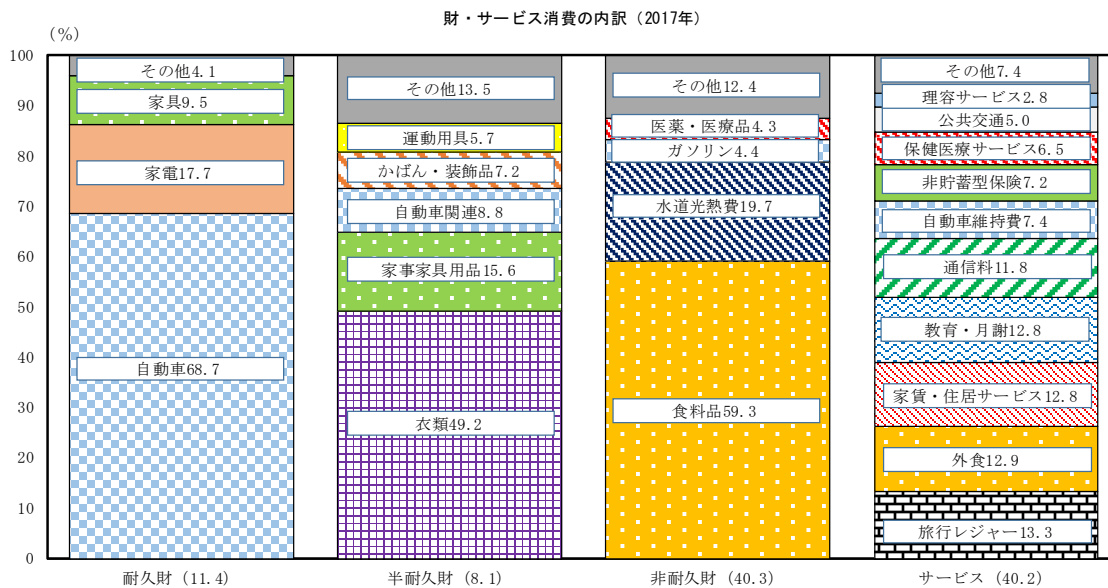 財・サービス消費の内訳（2017年）
（%）
100
90
80
70
60
50
40
30
20
10
0
その他4.1
家具9.5
家電17.7
自動車68.7
耐久財（11.4）
その他13.5
運動用具5.7
かばん・装飾品7.2
自動車関連8.8
家事家具用品15.6
衣類49.2
半耐久財（8.1）
その他12.4
医薬・医療品4.3
ガソリン4.4
水道光熱費19.7
食料品59.3
非耐久財（40.3）
その他7.4
理容サービス2.8
公共交通5.0
保健医療サービス6.5
非貯蓄型保険7.2
自動車維持費7.4
通信料11.8
教育・月謝12.8
家賃・住居サービス12.8
外食12.9
旅行レジャー13.3
サービス（40.2）